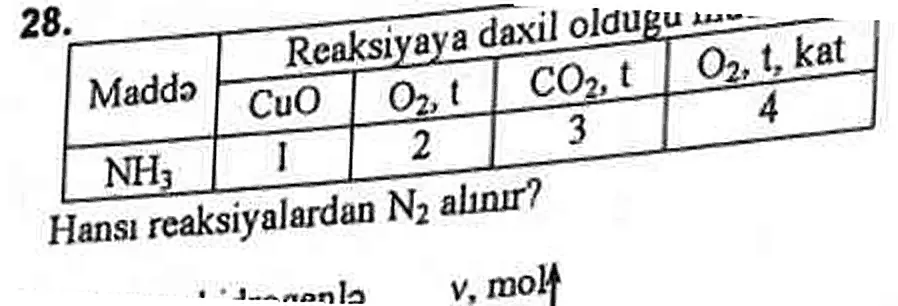 28.
Maddə Reaksiyaya daxil olduğu
CuO O₂, t CO₂, t O₂, t, kat
NH₃ 1 2 3 4
Hansı reaksiyalardan N₂ alınır?
ν, mol